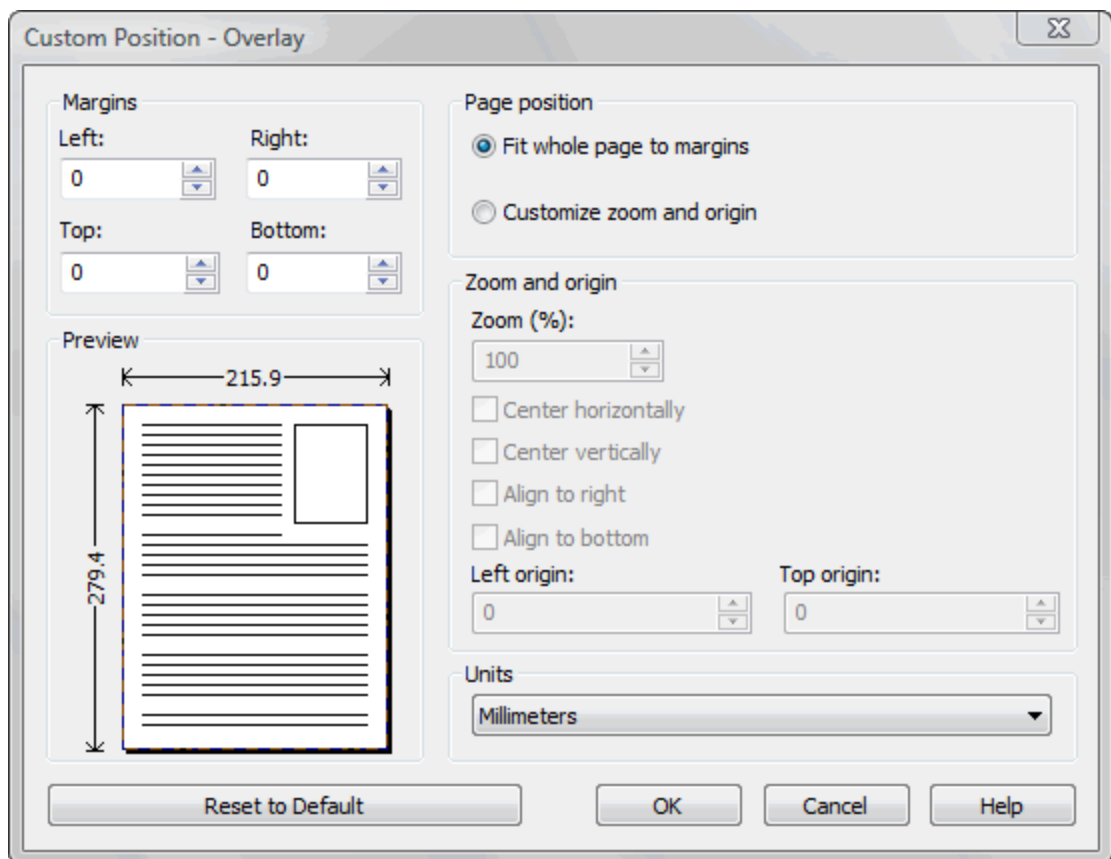 Custom Position - Overlay
Margins
Left: Right:
0 0
Top: Bottom:
0 0
Preview
215.9
279.4
Page position
Fit whole page to margins
Customize zoom and origin
Zoom and origin
Zoom (%):
100
Center horizontally
Center vertically
Align to right
Align to bottom
Left origin: Top origin:
0 0
Units
Millimeters
Reset to Default OK Cancel Help